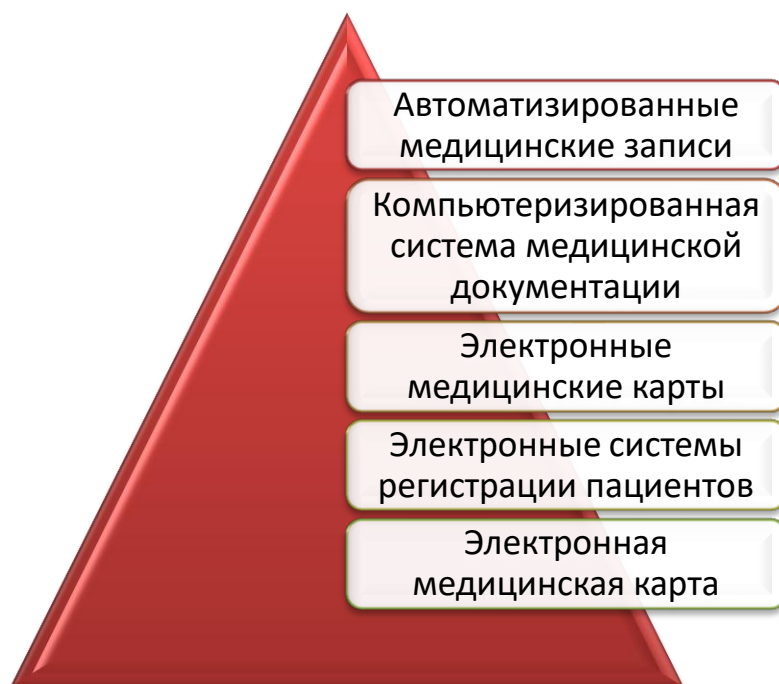 Автоматизированные
медицинские записи
Компьютеризированная
система медицинской
документации
Электронные
медицинские карты
Электронные системы
регистрации пациентов
Электронная
медицинская карта